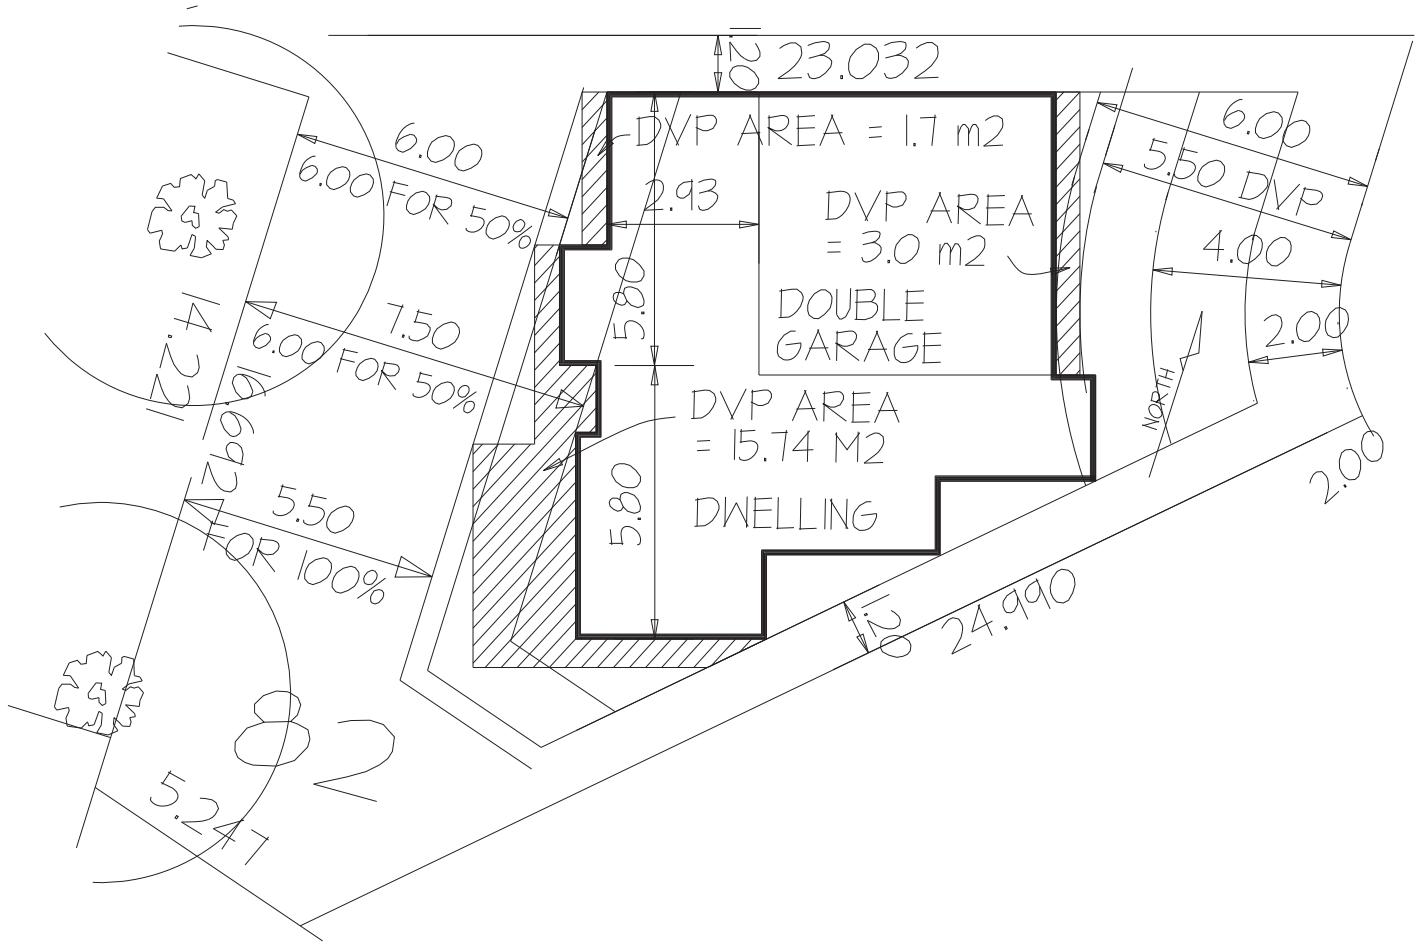 1.20
23.032
6.00
6.00 FOR 50%
DVP AREA = 1.7 m2
6.00
5.50 DVP
2.93
DVP AREA
= 3.0 m2
4.00
14.221
7.50
6.00 FOR 50%
5.80
DOUBLE
GARAGE
2.00
NORTH
16.692
DVP AREA
= 15.74 M2
5.50
FOR 100%
5.80
DWELLING
2.00
1.20
24.990
82
5.247